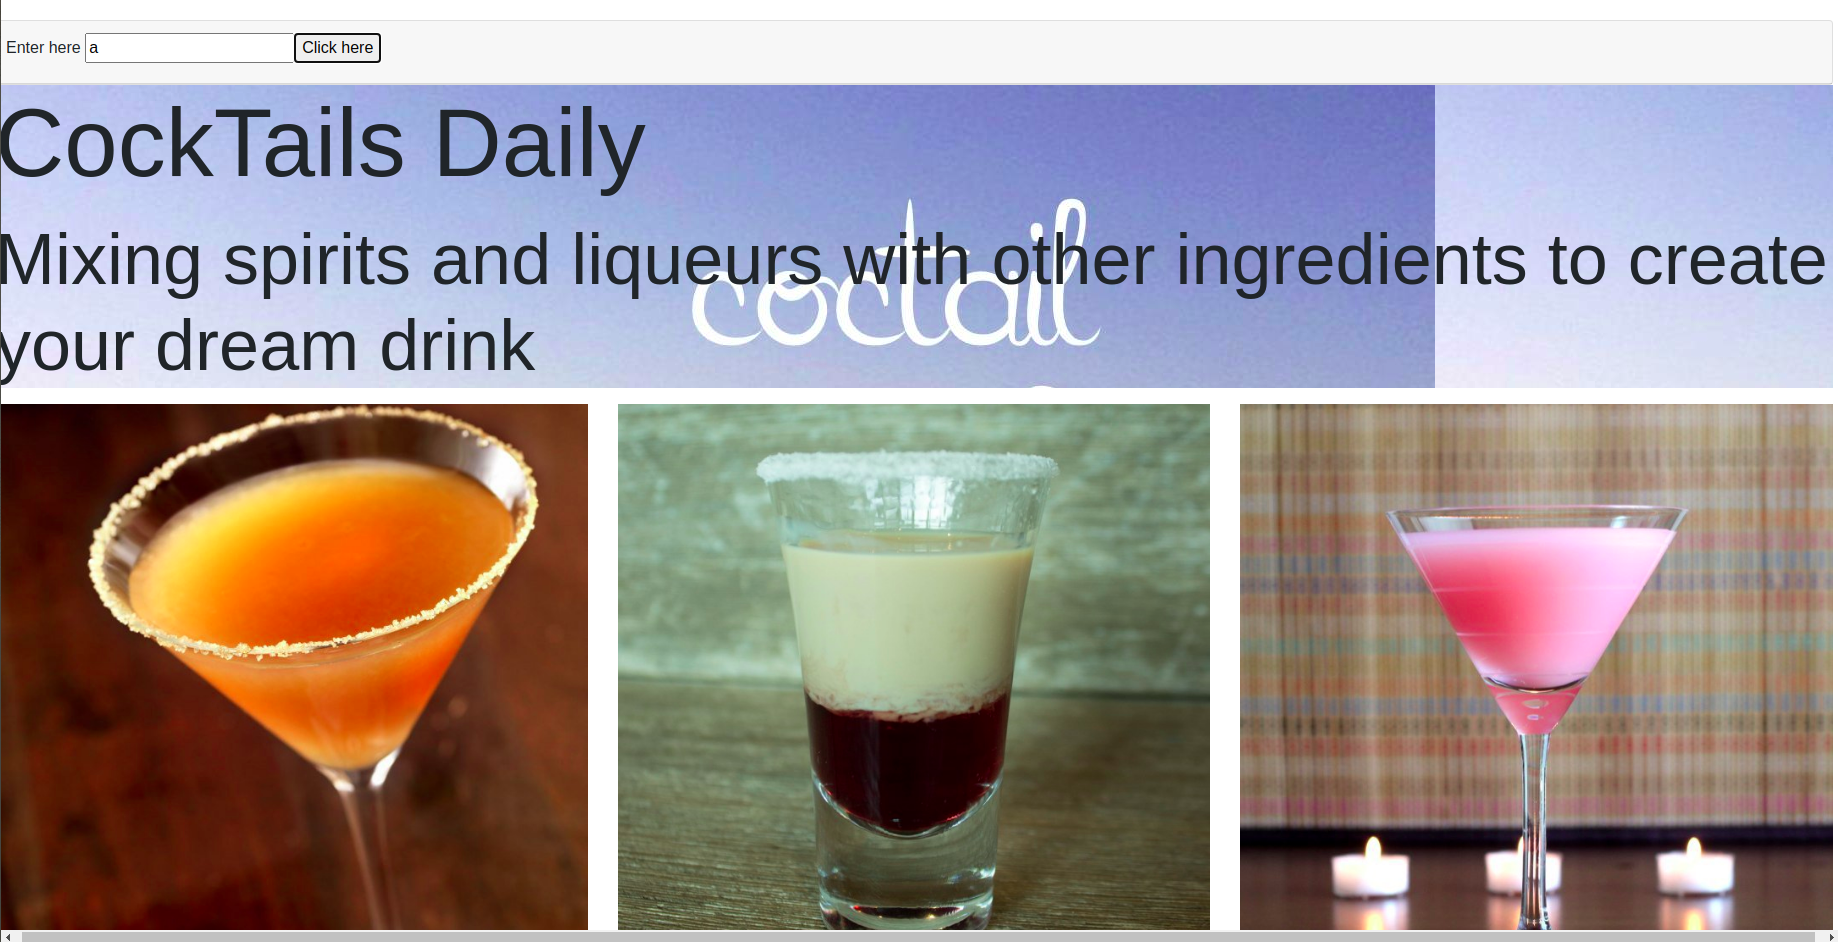 Enter here a Click here
CockTails Daily
coctail
Mixing spirits and liqueurs with other ingredients to create
your dream drink